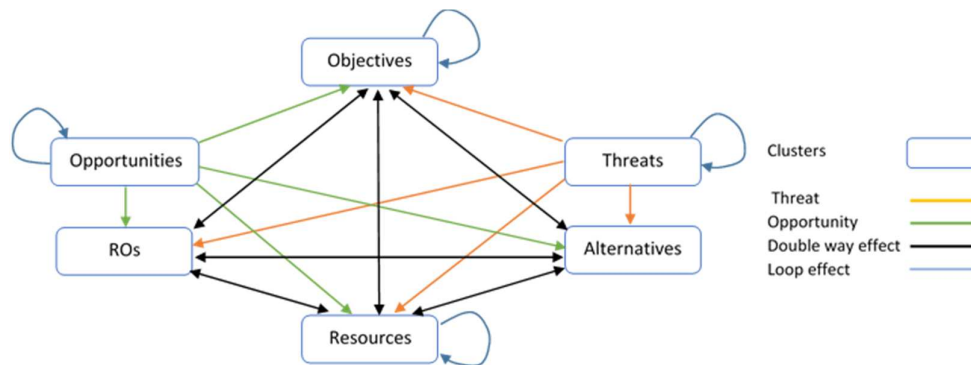 Objectives
Opportunities
Threats
ROs
Alternatives
Resources
Clusters
Threat
Opportunity
Double way effect
Loop effect